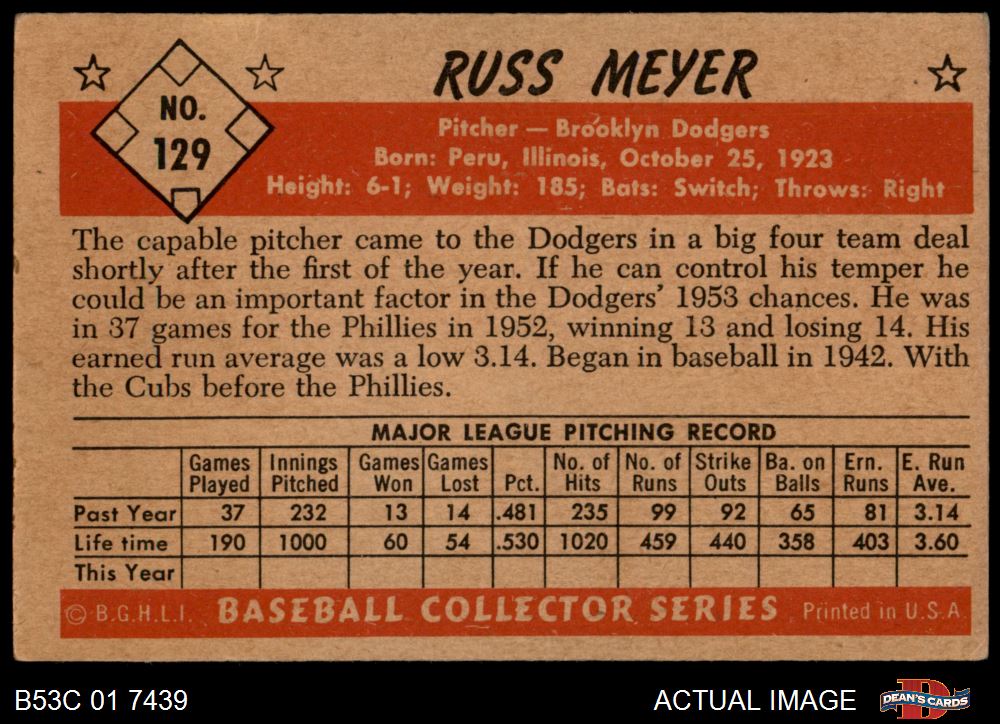 RUSS MEYER
NO.
129
Pitcher — Brooklyn Dodgers
Born: Peru, Illinois, October 25, 1923
Height: 6-1; Weight: 185; Bats: Switch; Throws: Right
The capable pitcher came to the Dodgers in a big four team deal
shortly after the first of the year. If he can control his temper he
could be an important factor in the Dodgers' 1953 chances. He was
in 37 games for the Phillies in 1952, winning 13 and losing 14. His
earned run average was a low 3.14. Began in baseball in 1942. With
the Cubs before the Phillies.
MAJOR LEAGUE PITCHING RECORD
Games Innings Games Games No. of No. of Strike Ba. on Ern. E. Run
Played Pitched Won Lost Pct. Hits Runs Outs Balls Runs Ave.
Past Year 37 232 13 14 .481 235 99 92 65 81 3.14
Life time 190 1000 60 54 .530 1020 459 440 358 403 3.60
This Year
© B.G.H.L.I. BASEBALL COLLECTOR SERIES Printed in U.S.A.
B53C 01 7439 ACTUAL IMAGE DEAN'S CARDS